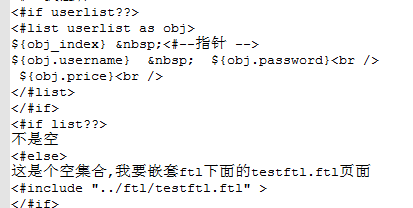 <#if userlist??>
<#list userlist as obj>
${obj_index} &nbsp;<#--指针 -->
${obj.username}  &nbsp;  ${obj.password}<br />
${obj.price}<br />
</#list>
</#if>
<#if list??>
不是空
<#else>
这是个空集合,我要嵌套ftl下面的testftl.ftl页面
<#include "../ftl/testftl.ftl" >
</#if>